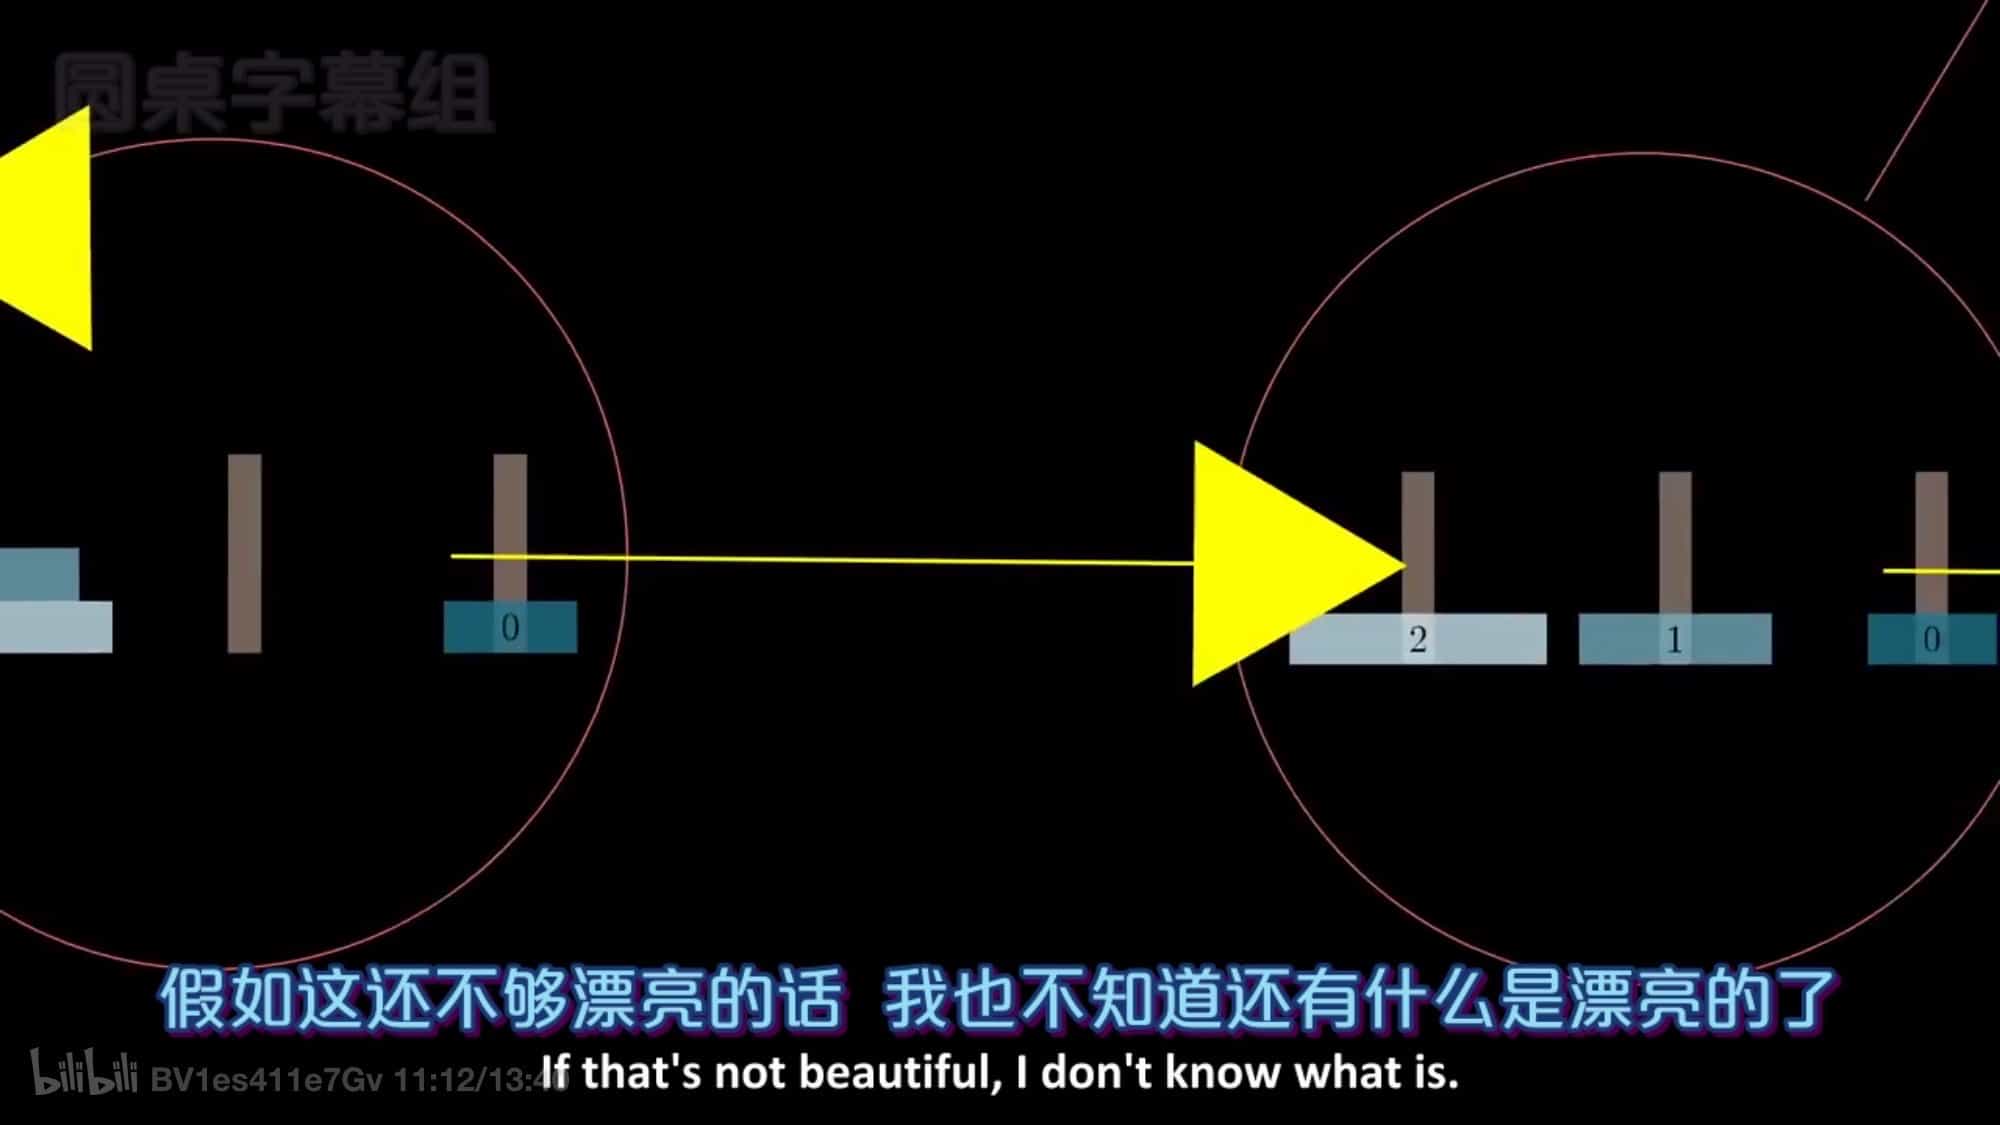 圆桌字幕组
0
2 1 0
假如这还不够漂亮的话 我也不知道还有什么是漂亮的了
If that's not beautiful, I don't know what is.
bilibili BV1es411e7Gv 11:12/13:40